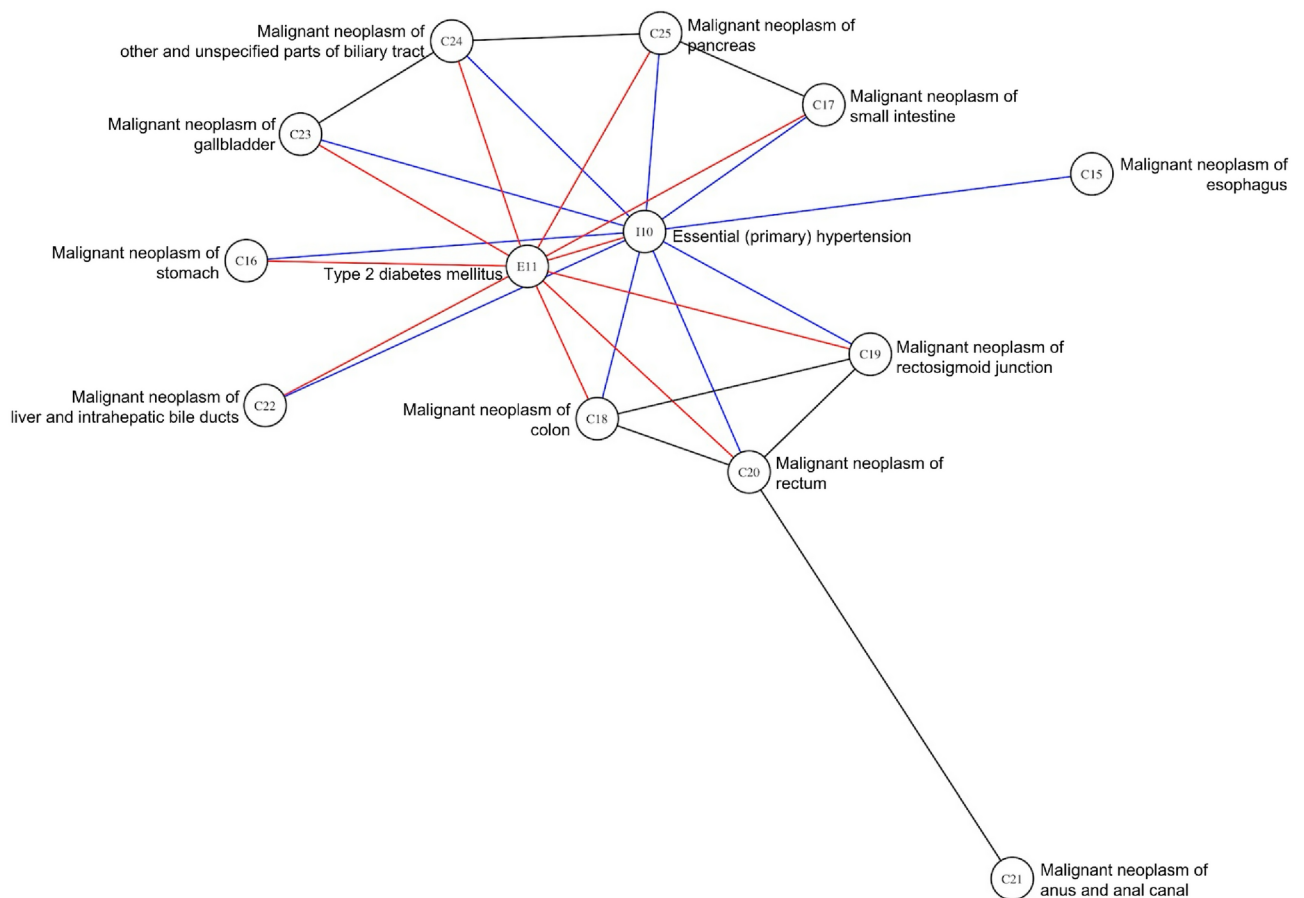 C24
Malignant neoplasm of
other and unspecified parts of biliary tract
C25
Malignant neoplasm of
pancreas
C17
Malignant neoplasm of
small intestine
C23
Malignant neoplasm of
gallbladder
C15
Malignant neoplasm of
esophagus
I10
Essential (primary) hypertension
C16
Malignant neoplasm of
stomach
E11
Type 2 diabetes mellitus
C19
Malignant neoplasm of
rectosigmoid junction
C22
Malignant neoplasm of
liver and intrahepatic bile ducts
C18
Malignant neoplasm of
colon
C20
Malignant neoplasm of
rectum
C21
Malignant neoplasm of
anus and anal canal